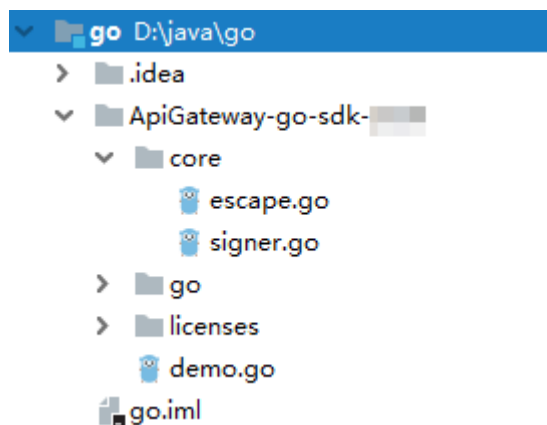 go D:\java\go
.idea
ApiGateway-go-sdk-
core
escape.go
signer.go
go
licenses
demo.go
go.iml